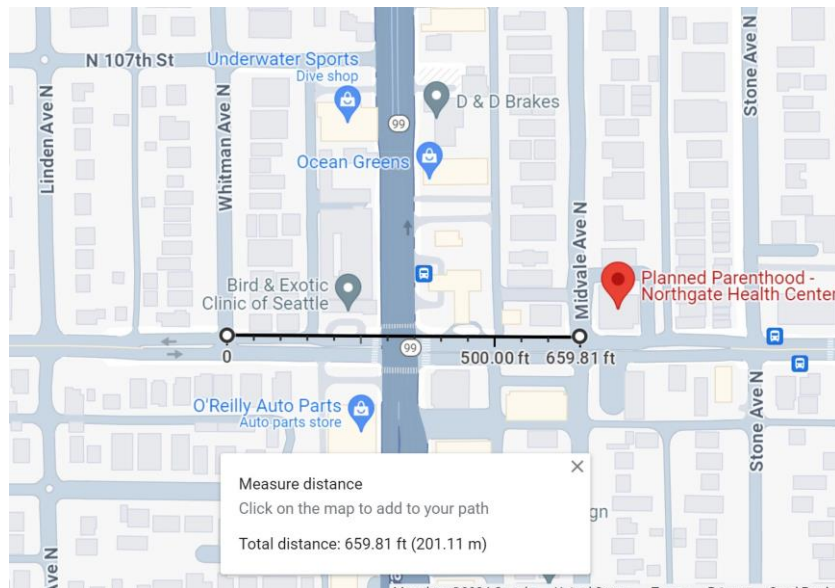 N 107th St
Underwater Sports
Dive shop
D & D Brakes
99
Ocean Greens
Linden Ave N
Whitman Ave N
Midvale Ave N
Stone Ave N
Bird & Exotic
Clinic of Seattle
Planned Parenthood -
Northgate Health Center
0
99
500.00 ft
659.81 ft
O'Reilly Auto Parts
Auto parts store
Stone Ave N
Measure distance
Click on the map to add to your path
Total distance: 659.81 ft (201.11 m)